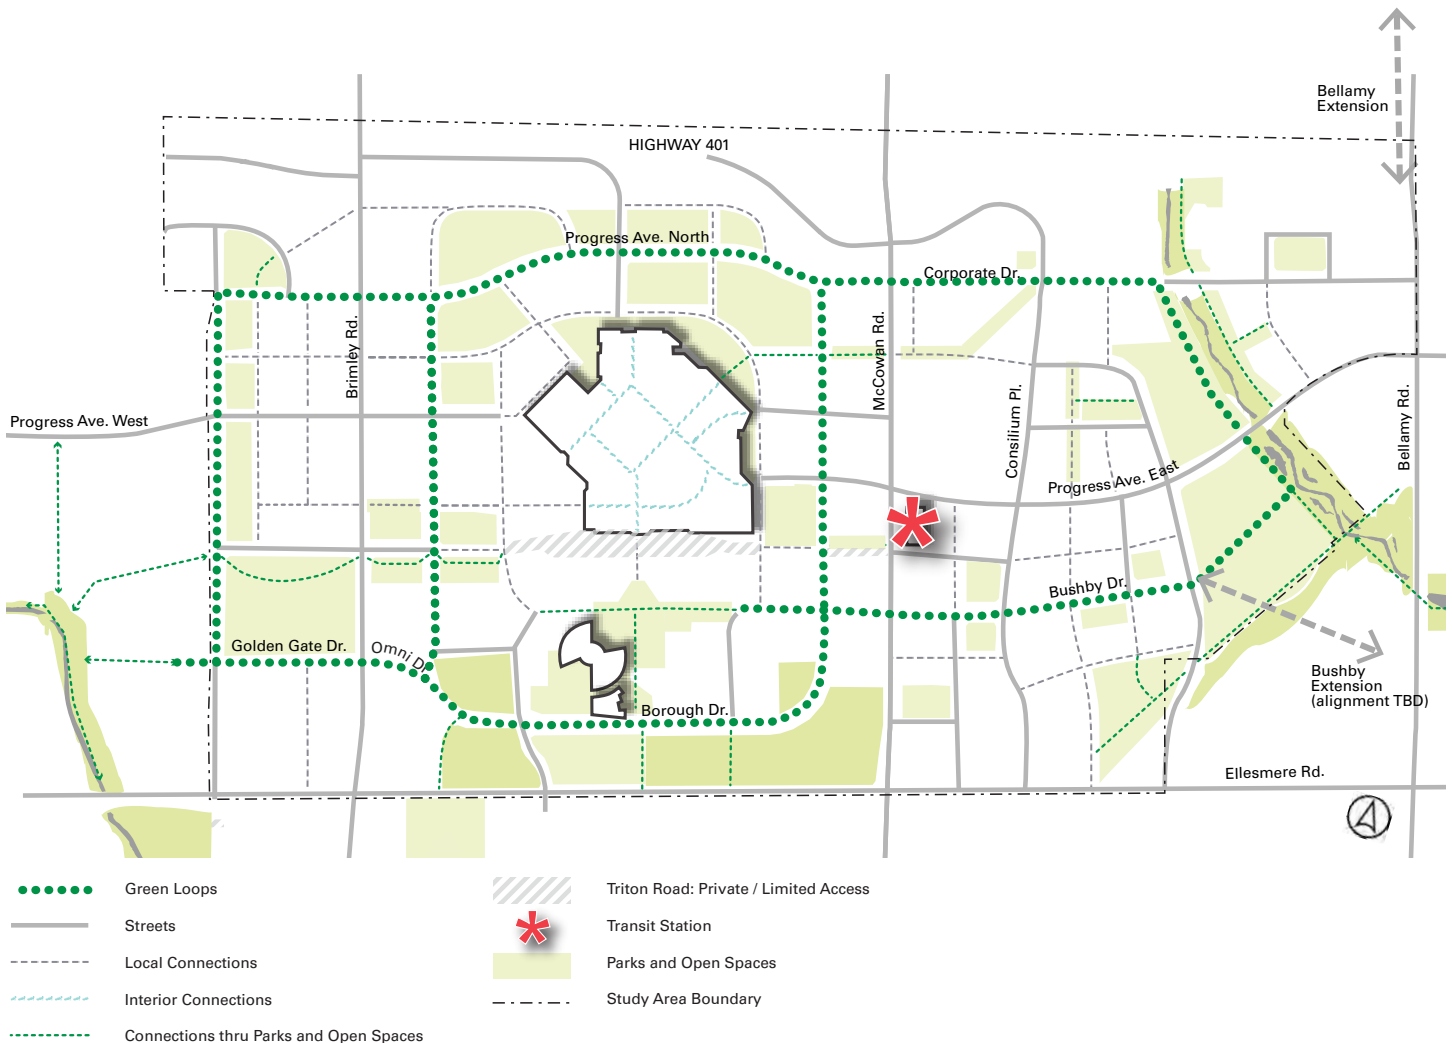 Bellamy
Extension
HIGHWAY 401
Progress Ave. North
Corporate Dr.
Brimley Rd.
McCowan Rd.
Consilium Pl.
Bellamy Rd.
Progress Ave. West
Progress Ave. East
Bushby Dr.
Golden Gate Dr.
Omni Dr.
Borough Dr.
Bushby
Extension
(alignment TBD)
Ellesmere Rd.
Green Loops
Streets
Local Connections
Interior Connections
Connections thru Parks and Open Spaces
Triton Road: Private / Limited Access
Transit Station
Parks and Open Spaces
Study Area Boundary